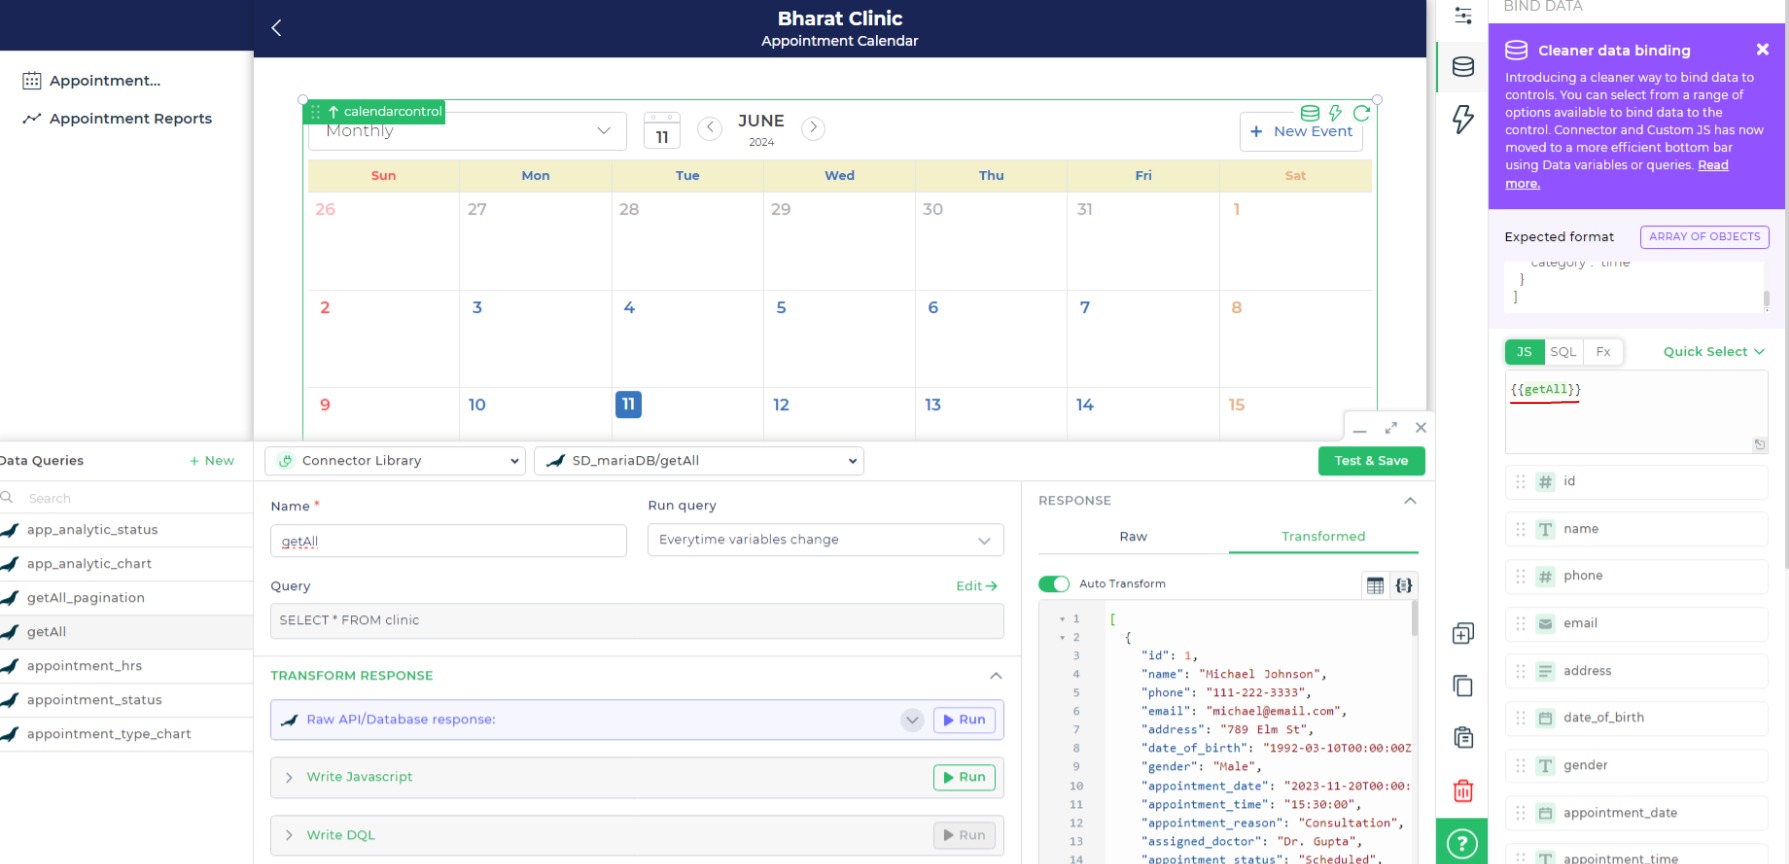 Bharat Clinic
Appointment Calendar
Appointment...
Appointment Reports
calendarcontrol
Monthly
11
JUNE
2024
+ New Event
Sun Mon Tue Wed Thu Fri Sat
26 27 28 29 30 31 1
2 3 4 5 6 7 8
9 10 11 12 13 14 15
Data Queries
+ New
Search
app_analytic_status
app_analytic_chart
getAll_pagination
getAll
appointment_hrs
appointment_status
appointment_type_chart
Connector Library
SD_mariaDB/getAll
Test & Save
Name *
getAll
Run query
Everytime variables change
Query
Edit →
SELECT * FROM clinic
TRANSFORM RESPONSE
Raw API/Database response:
Run
Write Javascript
Run
Write DQL
Run
RESPONSE
Raw
Transformed
Auto Transform
1 [
2 {
3 "id": 1,
4 "name": "Michael Johnson",
5 "phone": "111-222-3333",
6 "email": "michael@email.com",
7 "address": "789 Elm St",
8 "date_of_birth": "1992-03-10T00:00:00Z
9 "gender": "Male",
10 "appointment_date": "2023-11-20T00:00:
11 "appointment_time": "15:30:00",
12 "appointment_reason": "Consultation",
13 "assigned_doctor": "Dr. Gupta",
14 "appointment_status": "Scheduled",
BIND DATA
Cleaner data binding
Introducing a cleaner way to bind data to
controls. You can select from a range of
options available to bind data to the
control. Connector and Custom JS has now
moved to a more efficient bottom bar
using Data variables or queries. Read
more.
Expected format
ARRAY OF OBJECTS
"category": "time"
}
]
JS SQL Fx
Quick Select
{{getAll}}
# id
T name
# phone
email
address
date_of_birth
T gender
appointment_date
T appointment_time
?